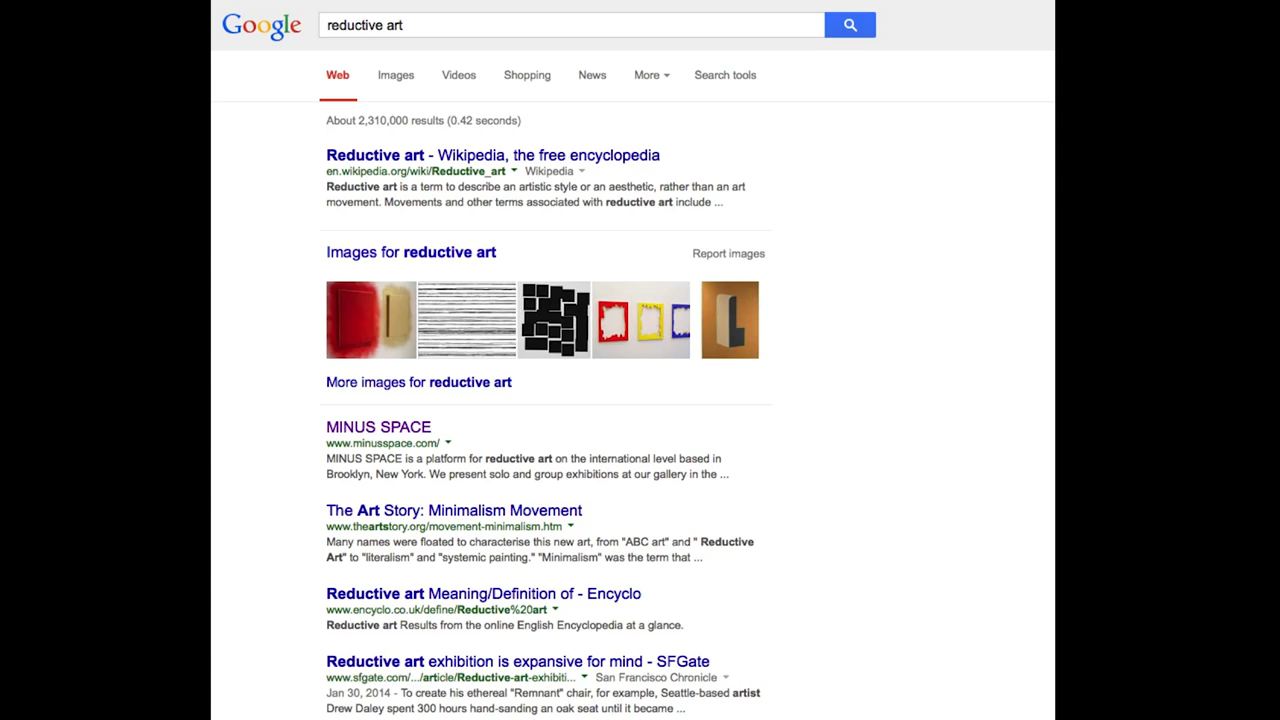 Google
reductive art
Web Images Videos Shopping News More Search tools
About 2,310,000 results (0.42 seconds)
Reductive art - Wikipedia, the free encyclopedia
en.wikipedia.org/wiki/Reductive_art Wikipedia
Reductive art is a term to describe an artistic style or an aesthetic, rather than an art
movement. Movements and other terms associated with reductive art include ...
Images for reductive art
Report images
More images for reductive art
MINUS SPACE
www.minusspace.com/
MINUS SPACE is a platform for reductive art on the international level based in
Brooklyn, New York. We present solo and group exhibitions at our gallery in the ...
The Art Story: Minimalism Movement
www.theartstory.org/movement-minimalism.htm
Many names were floated to characterise this new art, from "ABC art" and " Reductive
Art" to "literalism" and "systemic painting." "Minimalism" was the term that ...
Reductive art Meaning/Definition of - Encyclo
www.encyclo.co.uk/define/Reductive%20art
Reductive art Results from the online English Encyclopedia at a glance.
Reductive art exhibition is expansive for mind - SFGate
www.sfgate.com/.../article/Reductive-art-exhibiti... San Francisco Chronicle
Jan 30, 2014 - To create his ethereal "Remnant" chair, for example, Seattle-based artist
Drew Daley spent 300 hours hand-sanding an oak seat until it became ...